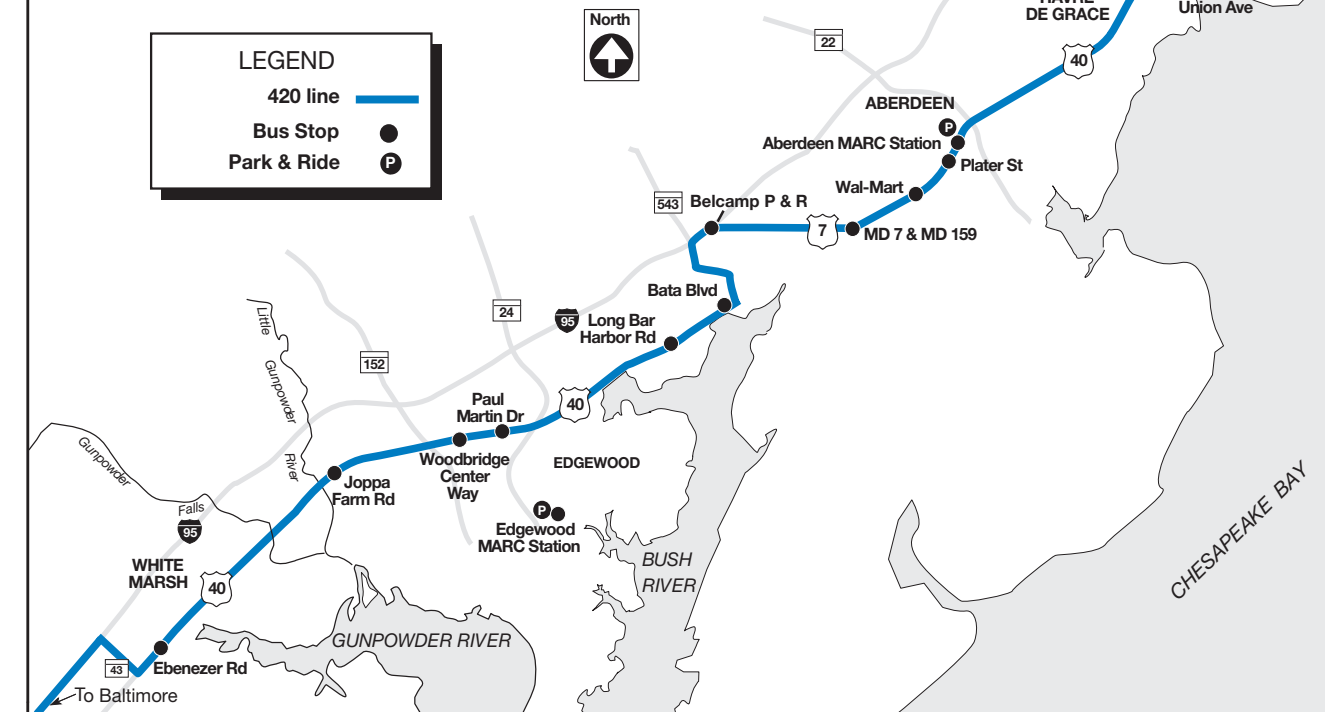 HAVRE
DE GRACE
Union Ave
North
22
40
LEGEND
420 line
Bus Stop
Park & Ride
P
ABERDEEN
P
Aberdeen MARC Station
Plater St
Wal-Mart
543
Belcamp P & R
7
MD 7 & MD 159
Bata Blvd
24
95
Long Bar
Harbor Rd
Little
Gunpowder
River
152
40
Paul
Martin Dr
Woodbridge
Center
Way
EDGEWOOD
Joppa
Farm Rd
Gunpowder
Falls
95
P
Edgewood
MARC Station
BUSH
RIVER
CHESAPEAKE BAY
WHITE
MARSH
40
GUNPOWDER RIVER
43
Ebenezer Rd
To Baltimore